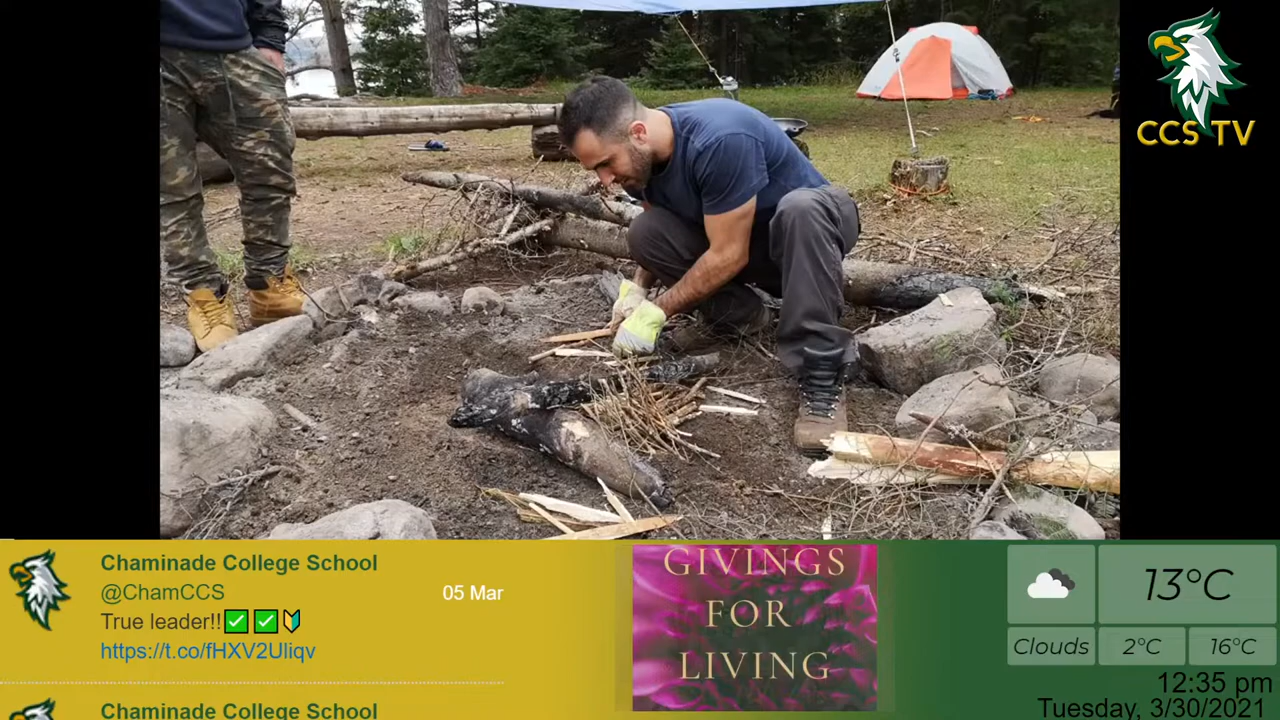 CCS TV
Chaminade College School
@ChamCCS
05 Mar
True leader!!✅✅🔰
https://t.co/fHXV2Uliqv
Chaminade College School
GIVINGS
FOR
LIVING
13°C
Clouds
2°C
16°C
12:35 pm
Tuesday, 3/30/2021